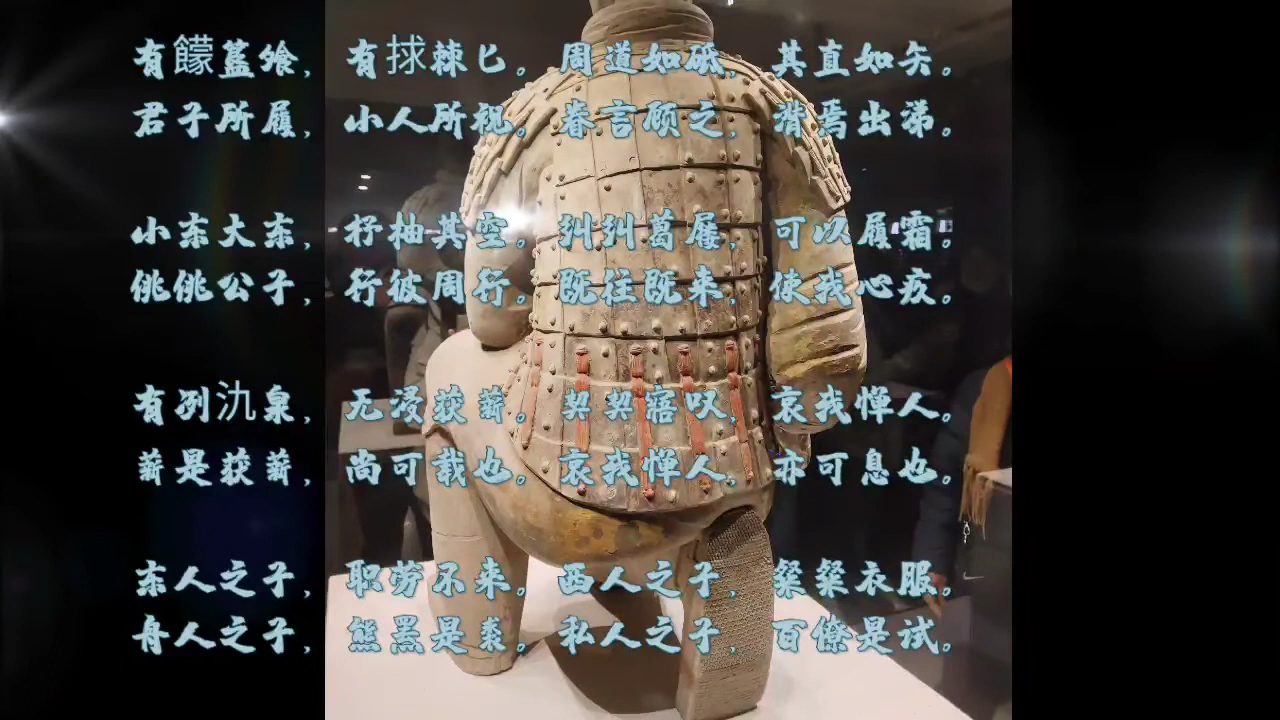 有饛簋飧，有捄棘匕。周道如砥，其直如矢。
君子所履，小人所视。眷言顾之，潸焉出涕。
小东大东，杼柚其空。纠纠葛屦，可以履霜。
佻佻公子，行彼周行。既往既来，使我心疚。
有冽氿泉，无浸获薪。契契寤叹，哀我惮人。
薪是获薪，尚可载也。哀我惮人，亦可息也。
东人之子，职劳不来。西人之子，粲粲衣服。
舟人之子，熊罴是裘。私人之子，百僚是试。